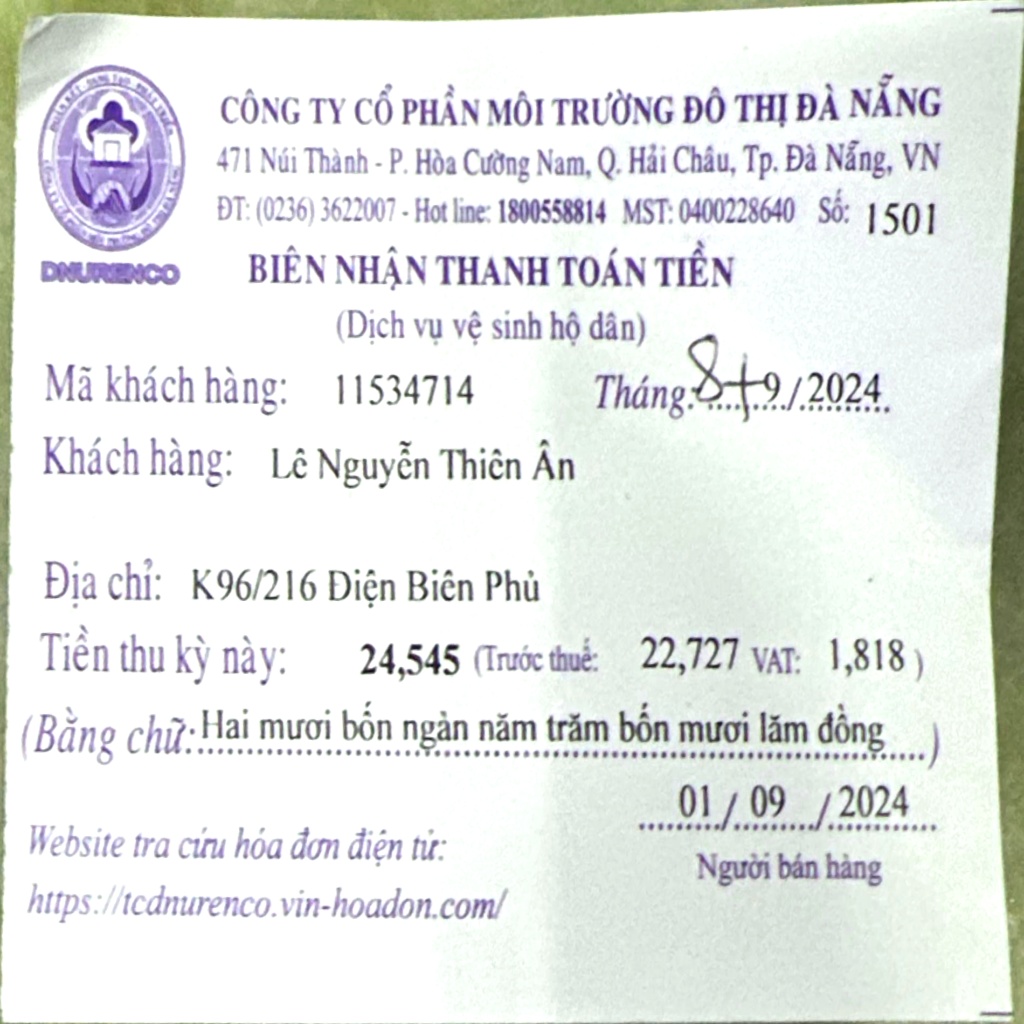 CÔNG TY CỔ PHẦN MÔI TRƯỜNG ĐÔ THỊ ĐÀ NẴNG
471 Núi Thành - P. Hòa Cường Nam, Q. Hải Châu, Tp. Đà Nẵng, VN
ĐT: (0236) 3622007 - Hot line: 1800558814 MST: 0400228640 Số: 1501
DNURENCO
BIÊN NHẬN THANH TOÁN TIỀN
(Dịch vụ vệ sinh hộ dân)
Mã khách hàng: 11534714 Tháng: 8+9/2024
Khách hàng: Lê Nguyễn Thiên Ân
Địa chỉ: K96/216 Điện Biên Phủ
Tiền thu kỳ này: 24,545 (Trước thuế: 22,727 VAT: 1,818 )
(Bằng chữ: Hai mươi bốn ngàn năm trăm bốn mươi lăm đồng )
01 / 09 / 2024
Người bán hàng
Website tra cứu hóa đơn điện tử:
https://tcdnurenco.vin-hoadon.com/